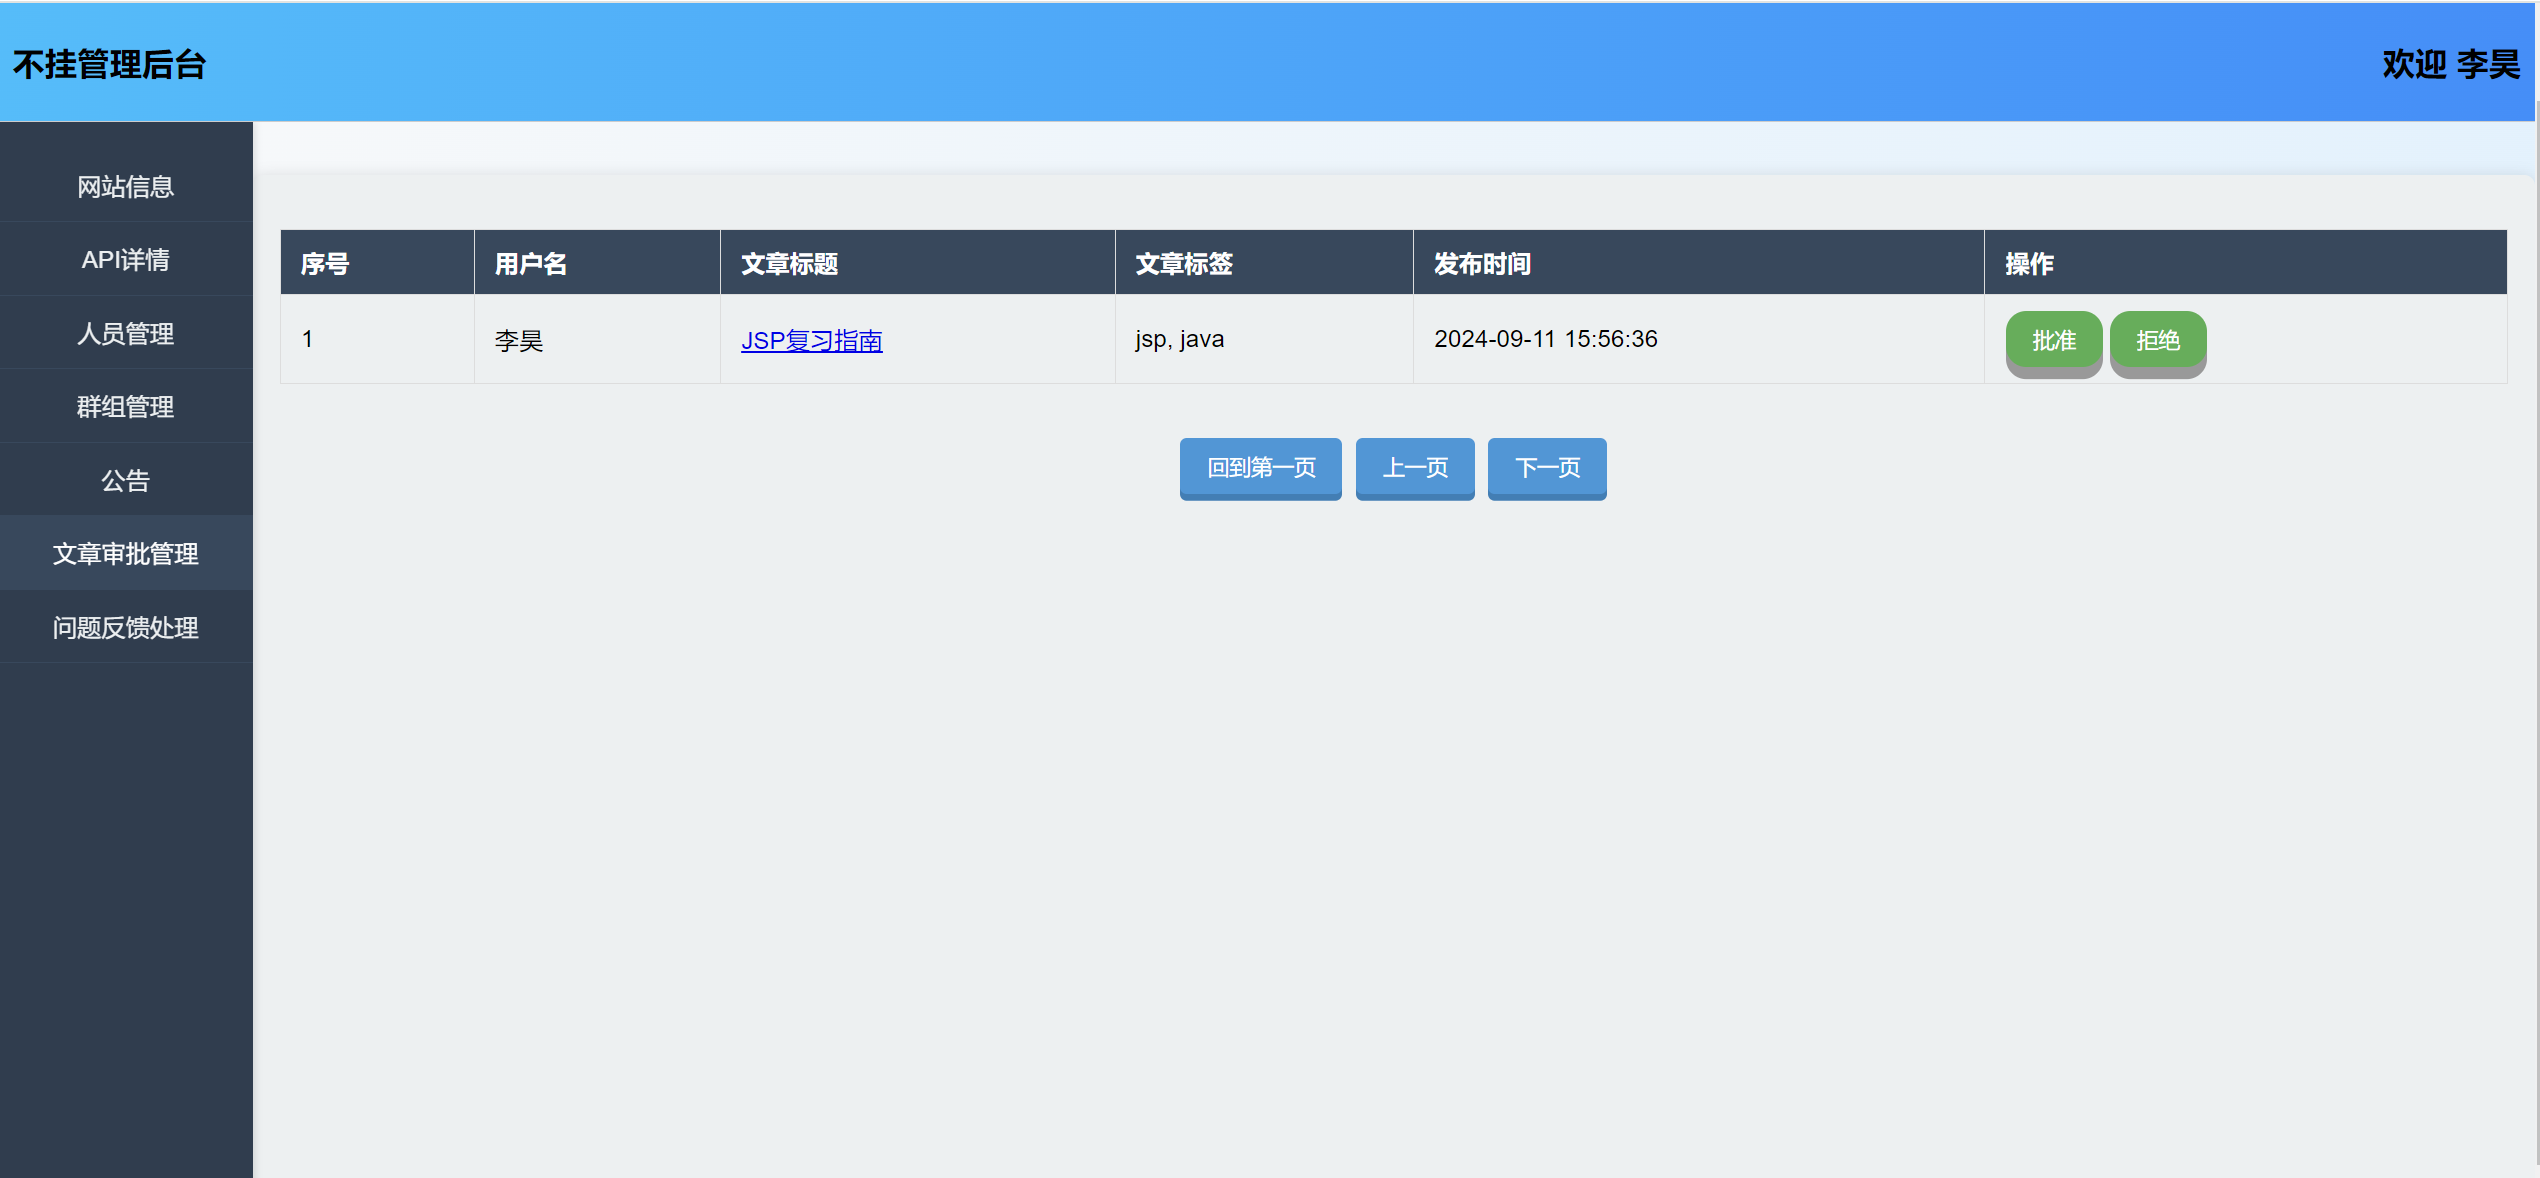 不挂管理后台
欢迎 李昊
网站信息
API详情
人员管理
群组管理
公告
文章审批管理
问题反馈处理
序号 用户名 文章标题 文章标签 发布时间 操作
1 李昊 JSP复习指南 jsp, java 2024-09-11 15:56:36 批准 拒绝
回到第一页 上一页 下一页